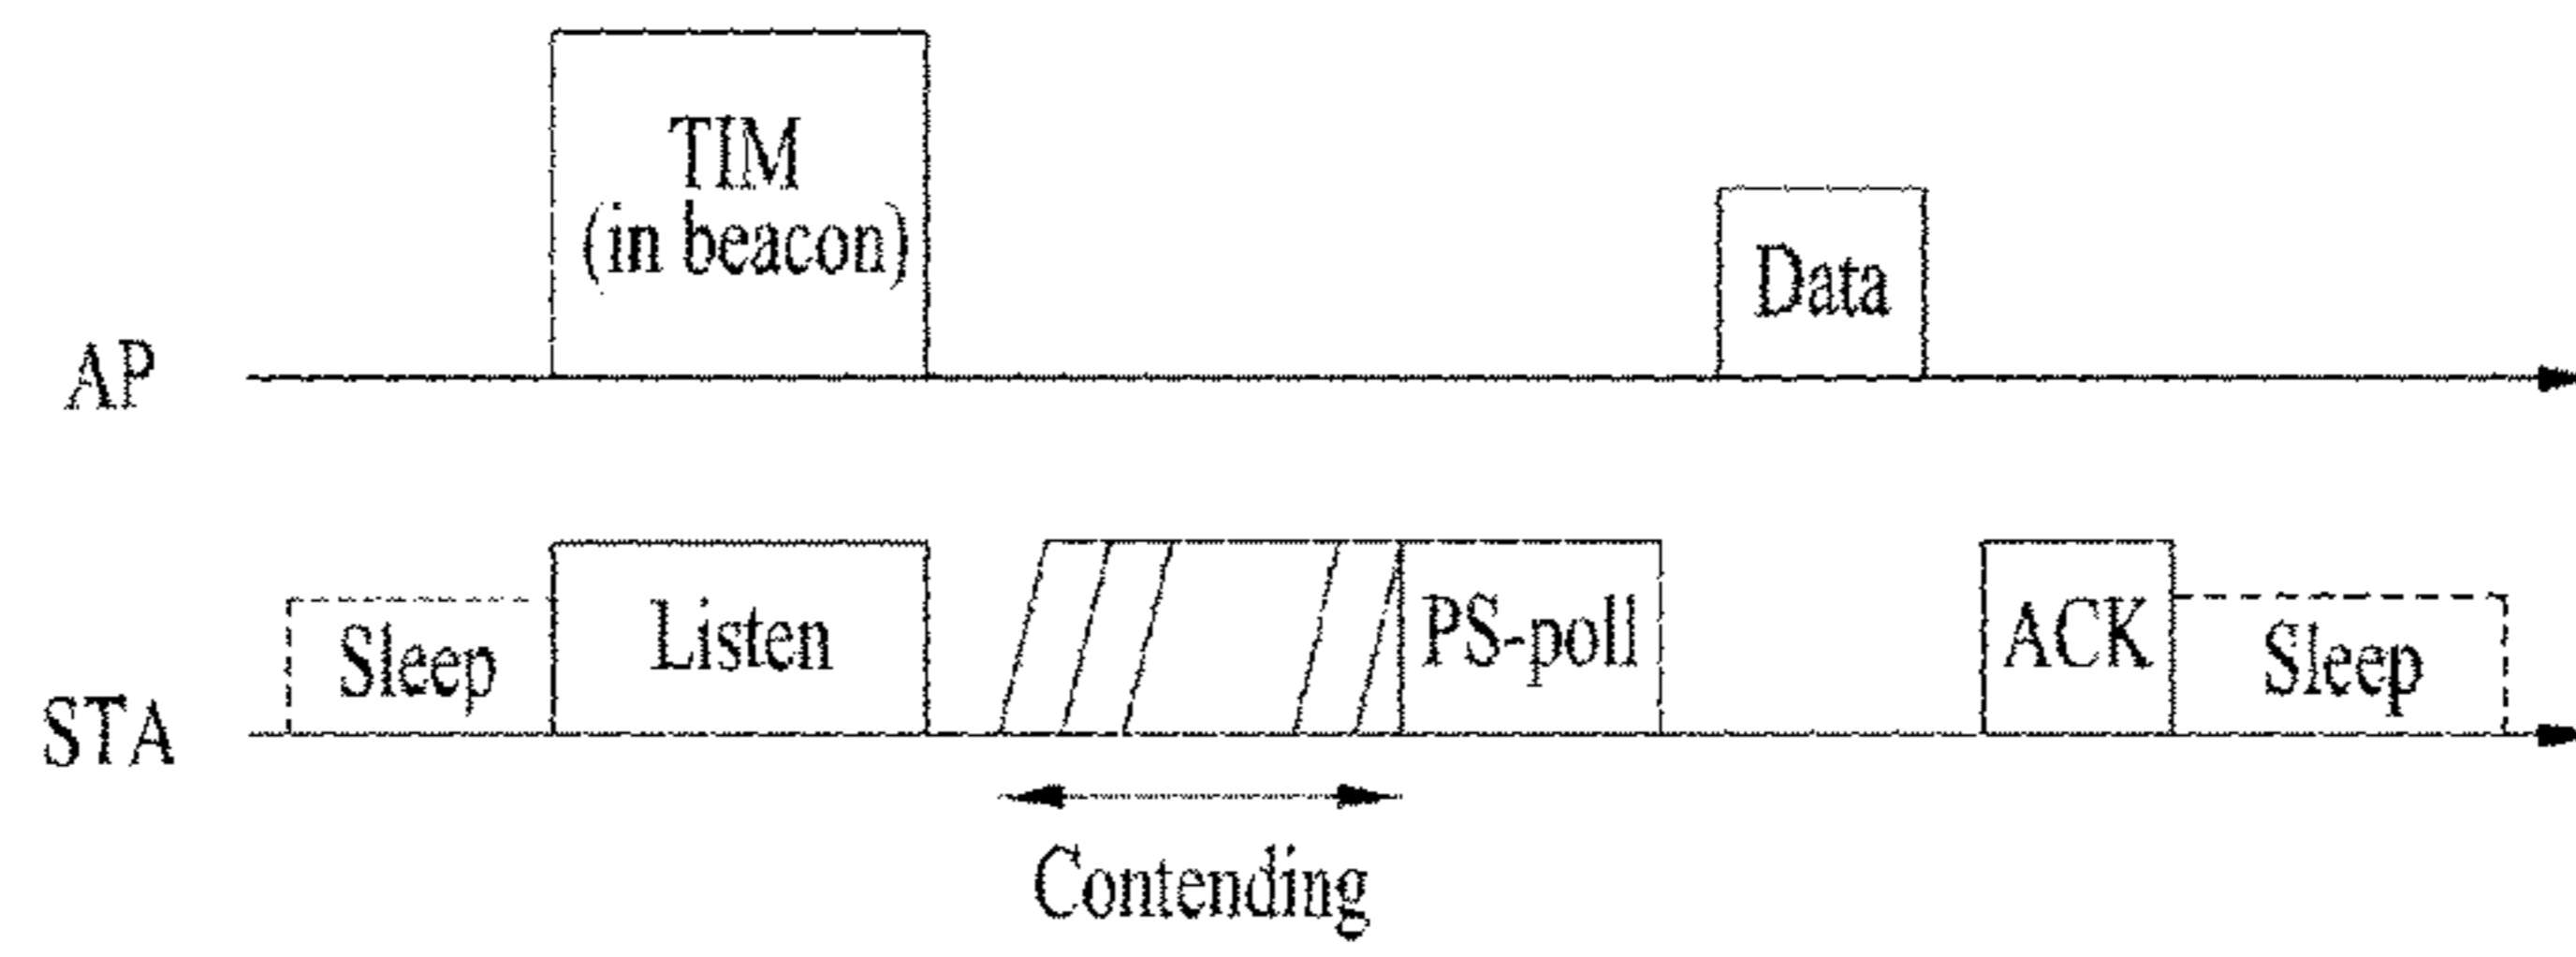 TIM
(in beacon)
Data
AP
Sleep
Listen
PS-poll
ACK
Sleep
STA
Contending